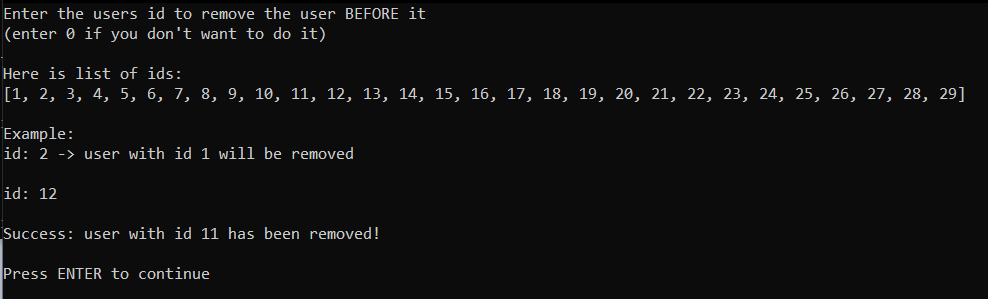 Enter the users id to remove the user BEFORE it
(enter 0 if you don't want to do it)
Here is list of ids:
[1, 2, 3, 4, 5, 6, 7, 8, 9, 10, 11, 12, 13, 14, 15, 16, 17, 18, 19, 20, 21, 22, 23, 24, 25, 26, 27, 28, 29]
Example:
id: 2 -> user with id 1 will be removed
id: 12
Success: user with id 11 has been removed!
Press ENTER to continue